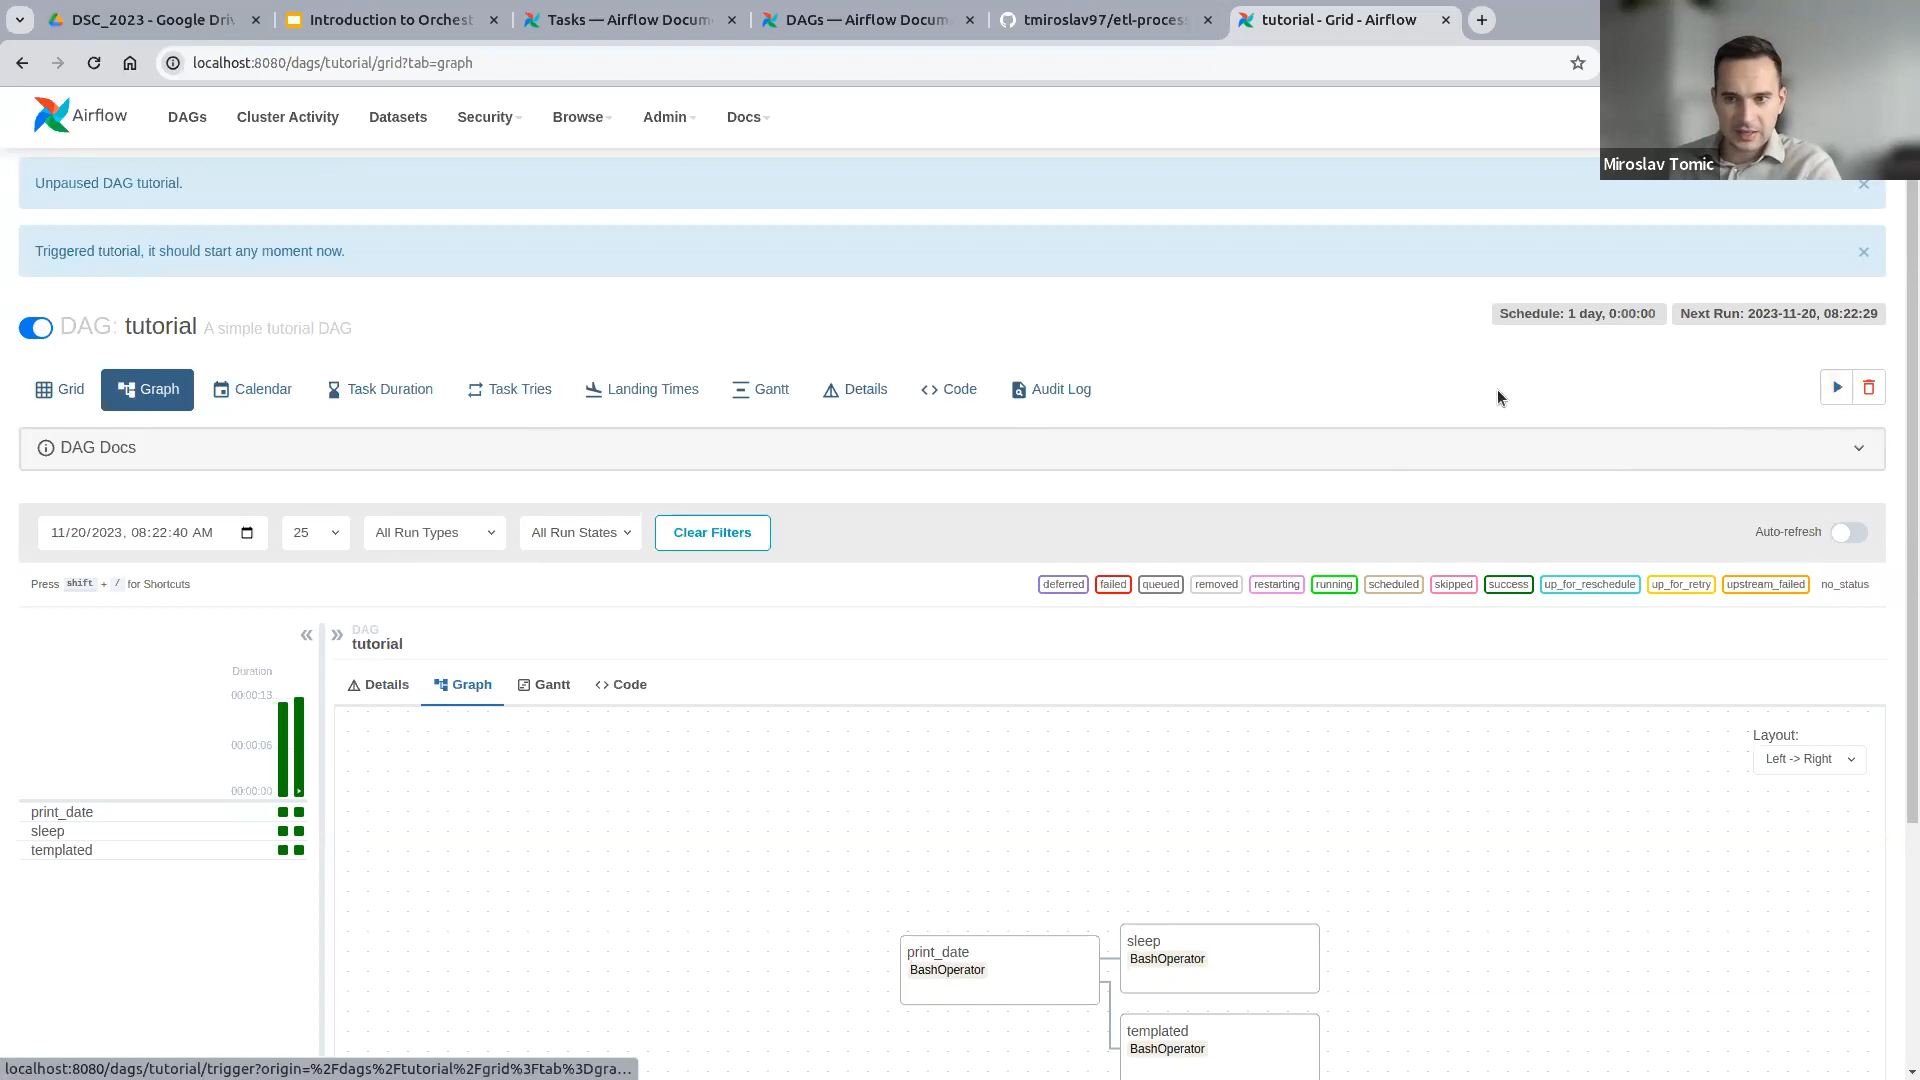 DSC_2023 - Google Driv
Introduction to Orchest
Tasks — Airflow Docum
DAGs — Airflow Docum
tmiroslav97/etl-process
tutorial - Grid - Airflow
localhost:8080/dags/tutorial/grid?tab=graph
Airflow
DAGs
Cluster Activity
Datasets
Security
Browse
Admin
Docs
Miroslav Tomic
Unpaused DAG tutorial.
Triggered tutorial, it should start any moment now.
DAG: tutorial A simple tutorial DAG
Schedule: 1 day, 0:00:00
Next Run: 2023-11-20, 08:22:29
Grid
Graph
Calendar
Task Duration
Task Tries
Landing Times
Gantt
Details
Code
Audit Log
DAG Docs
11/20/2023, 08:22:40 AM
25
All Run Types
All Run States
Clear Filters
Auto-refresh
Press shift + / for Shortcuts
deferred
failed
queued
removed
restarting
running
scheduled
skipped
success
up_for_reschedule
up_for_retry
upstream_failed
no_status
DAG
tutorial
Duration
00:00:13
00:00:06
00:00:00
print_date
sleep
templated
Details
Graph
Gantt
Code
Layout:
Left -> Right
print_date
BashOperator
sleep
BashOperator
templated
BashOperator
localhost:8080/dags/tutorial/trigger?origin=%2Fdags%2Ftutorial%2Fgrid%3Ftab%3Dgra...